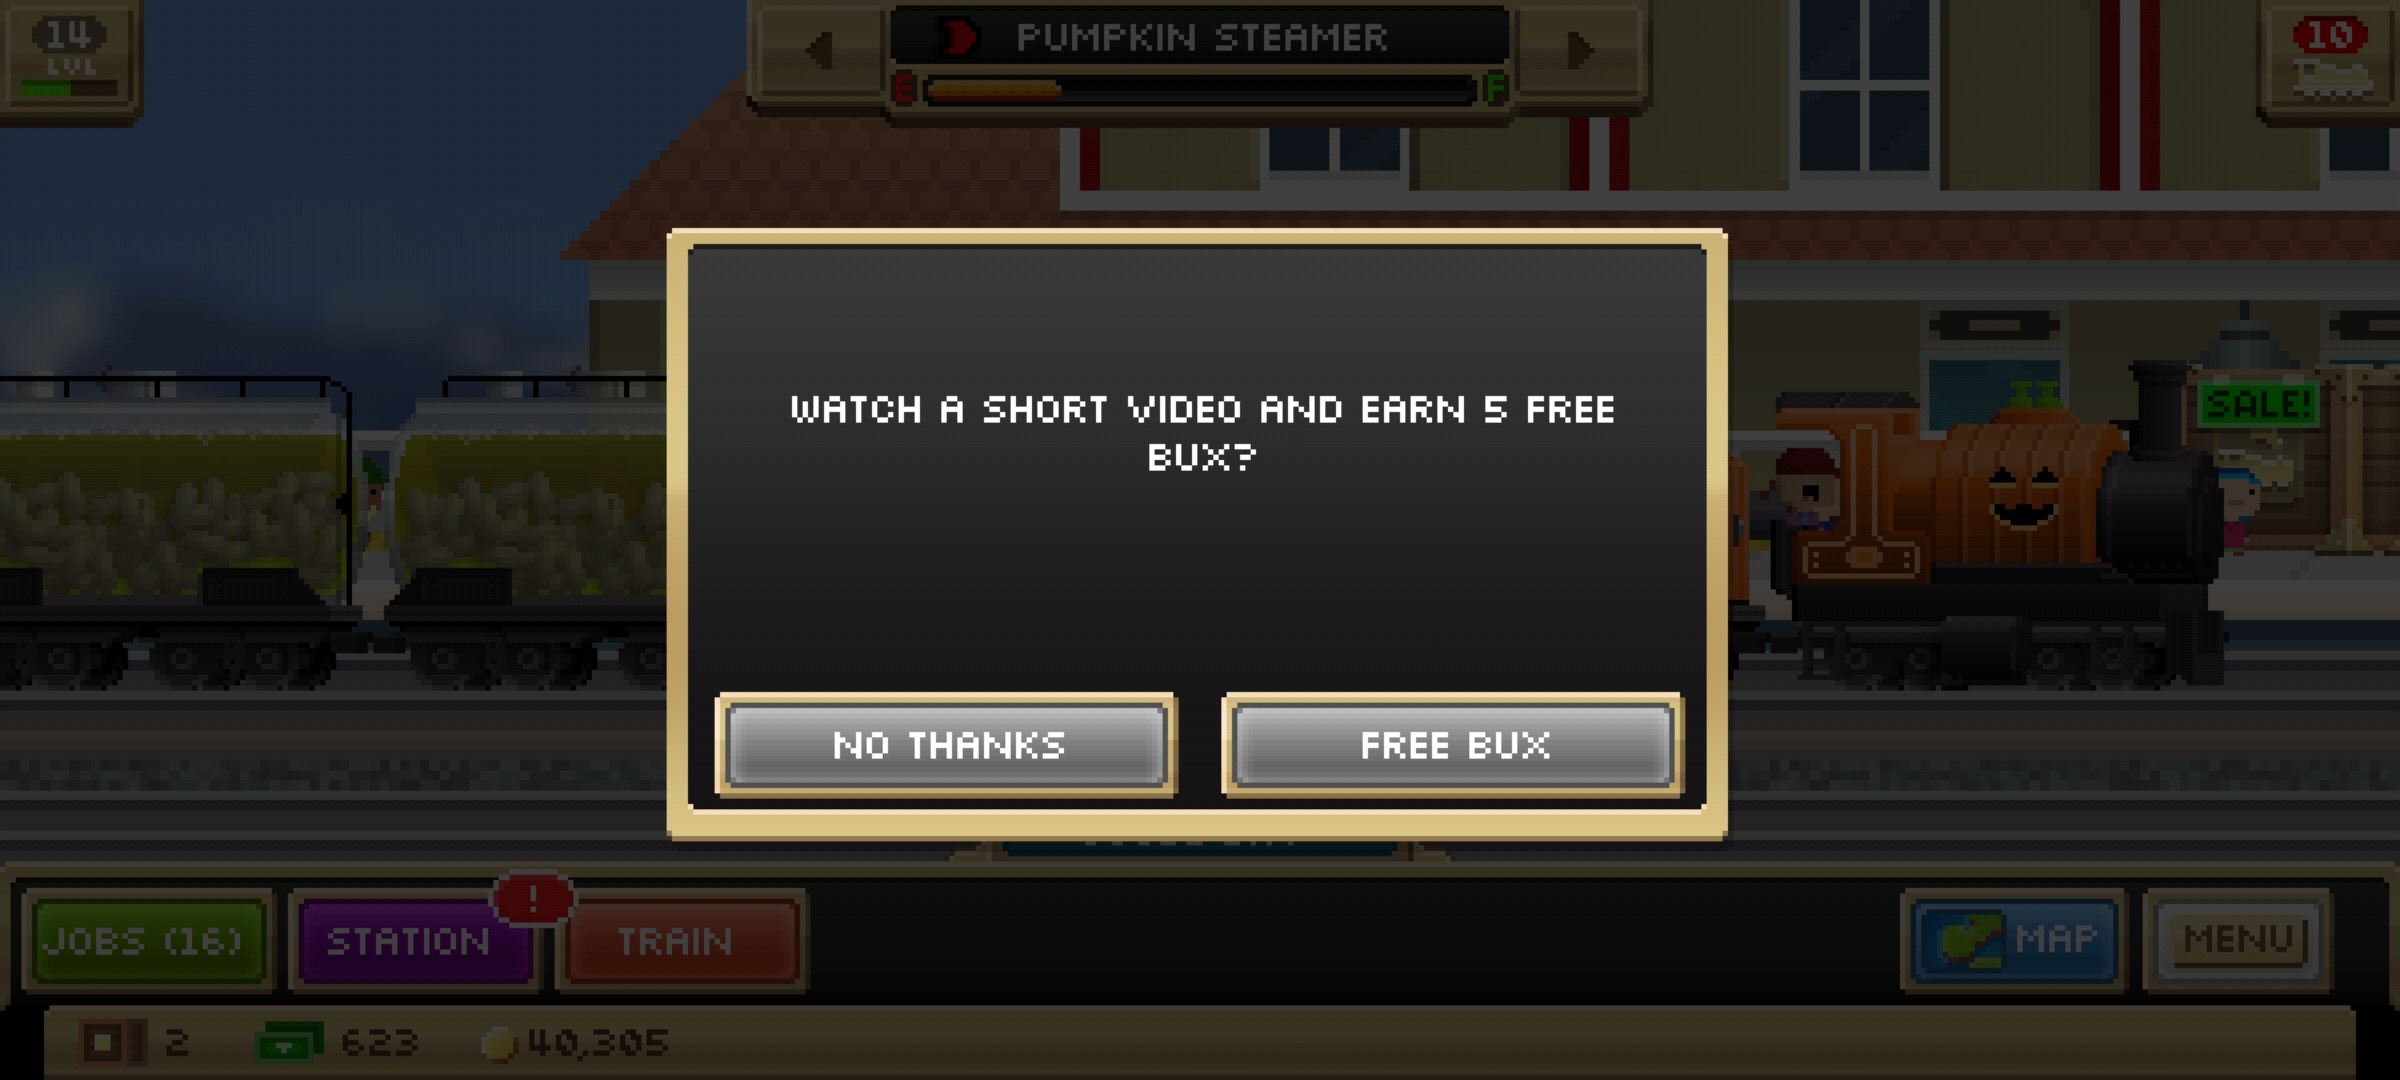 14
LVL
PUMPKIN STEAMER
E
F
10
SALE!
WATCH A SHORT VIDEO AND EARN 5 FREE
BUX?
NO THANKS
FREE BUX
JOBS (16)
STATION
!
TRAIN
MAP
MENU
2
623
40,305